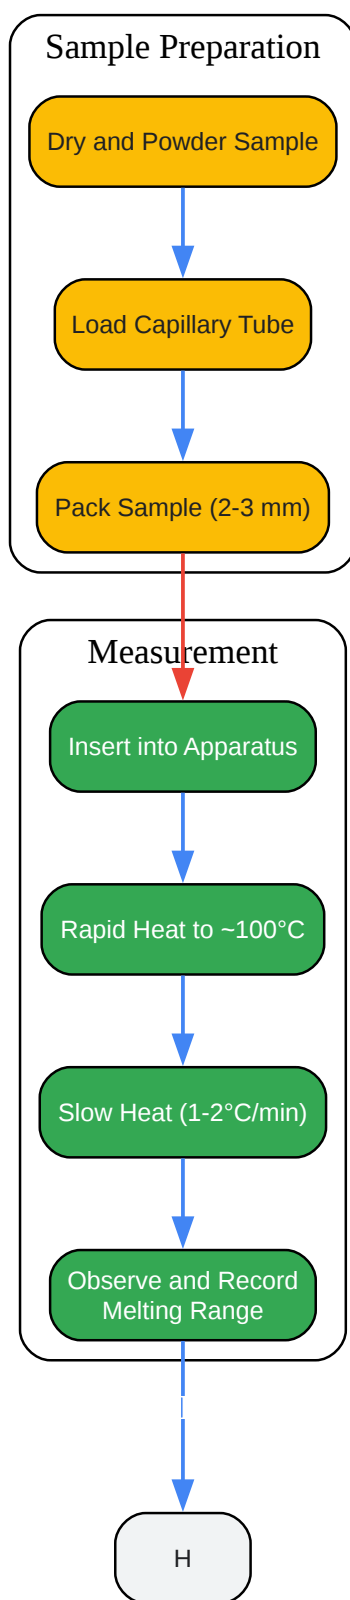 Sample Preparation
Dry and Powder Sample
Load Capillary Tube
Pack Sample (2-3 mm)
Measurement
Insert into Apparatus
Rapid Heat to ~100°C
Slow Heat (1-2°C/min)
Observe and Record
Melting Range
H